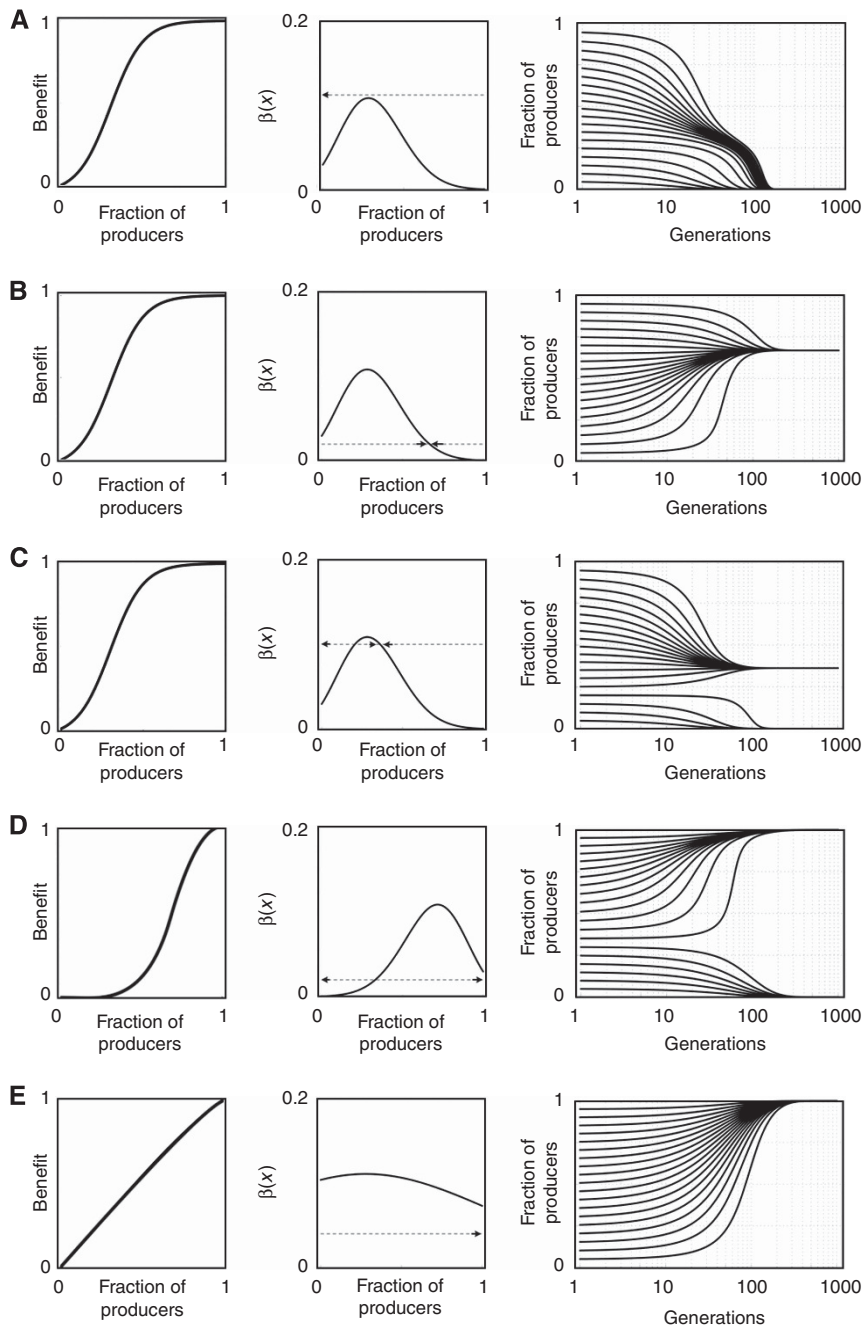 A
1
Benefit
0
0
1
Fraction of
producers
0.2
β(x)
0
0
1
Fraction of
producers
1
Fraction of
producers
0
1
10
100
1000
Generations
B
1
Benefit
0
0
1
Fraction of
producers
0.2
β(x)
0
0
1
Fraction of
producers
1
Fraction of
producers
0
1
10
100
1000
Generations
C
1
Benefit
0
0
1
Fraction of
producers
0.2
β(x)
0
0
1
Fraction of
producers
1
Fraction of
producers
0
1
10
100
1000
Generations
D
1
Benefit
0
0
1
Fraction of
producers
0.2
β(x)
0
0
1
Fraction of
producers
1
Fraction of
producers
0
1
10
100
1000
Generations
E
1
Benefit
0
0
1
Fraction of
producers
0.2
β(x)
0
0
1
Fraction of
producers
1
Fraction of
producers
0
1
10
100
1000
Generations